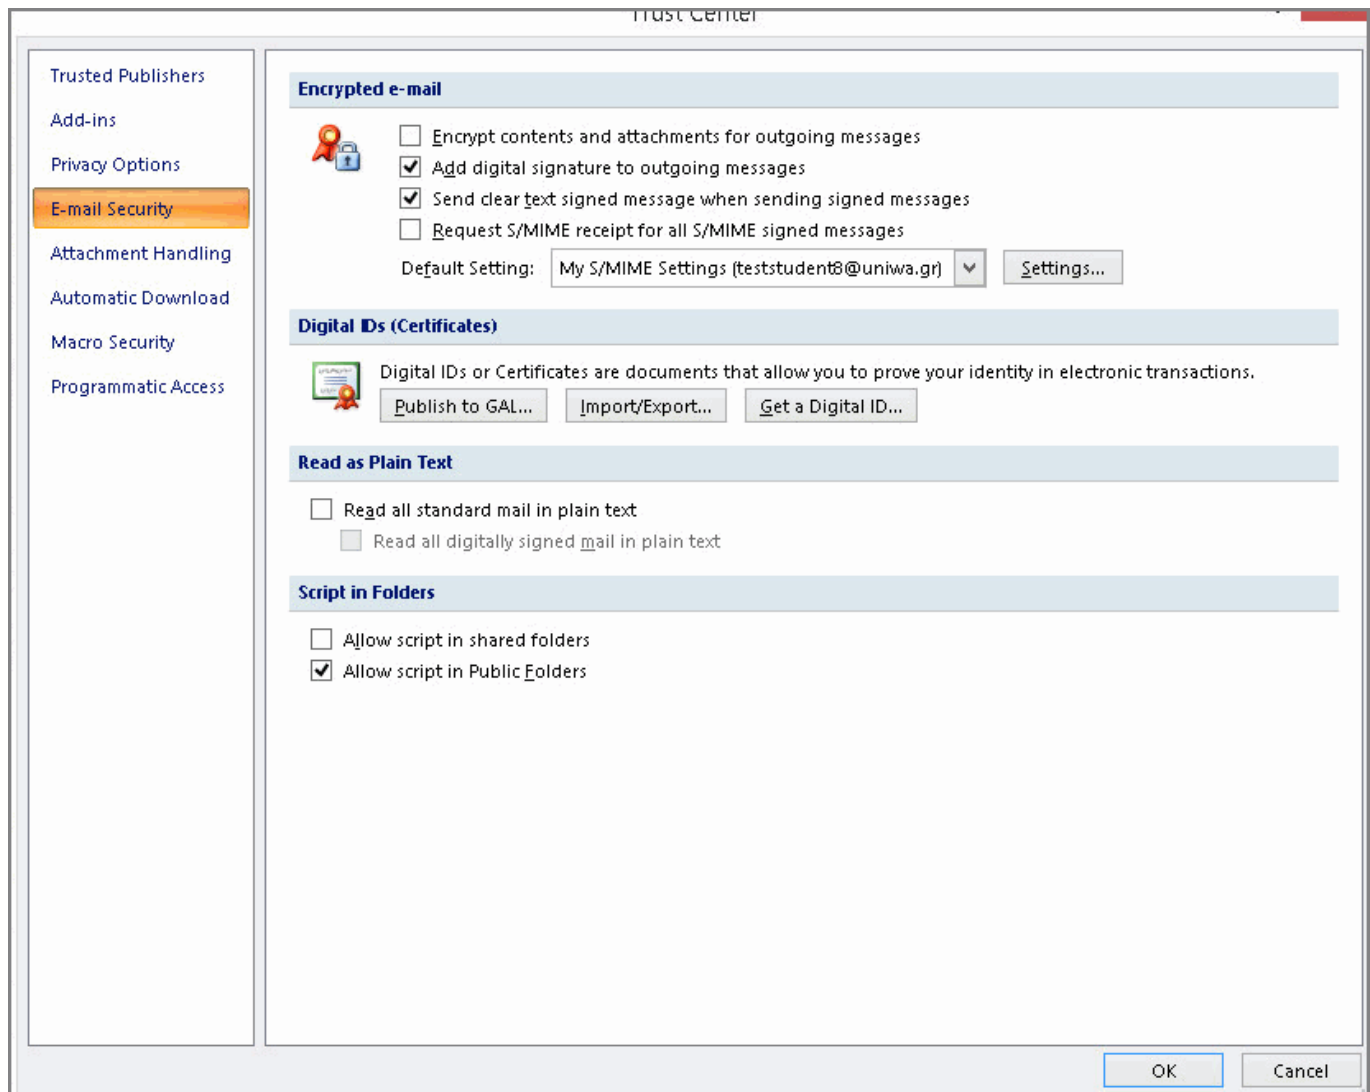 Trust Center
Trusted Publishers
Add-ins
Privacy Options
E-mail Security
Attachment Handling
Automatic Download
Macro Security
Programmatic Access
Encrypted e-mail
Encrypt contents and attachments for outgoing messages
Add digital signature to outgoing messages
Send clear text signed message when sending signed messages
Request S/MIME receipt for all S/MIME signed messages
Default Setting: My S/MIME Settings (teststudent8@uniwa.gr) Settings...
Digital IDs (Certificates)
Digital IDs or Certificates are documents that allow you to prove your identity in electronic transactions.
Publish to GAL... Import/Export... Get a Digital ID...
Read as Plain Text
Read all standard mail in plain text
Read all digitally signed mail in plain text
Script in Folders
Allow script in shared folders
Allow script in Public Folders
OK Cancel